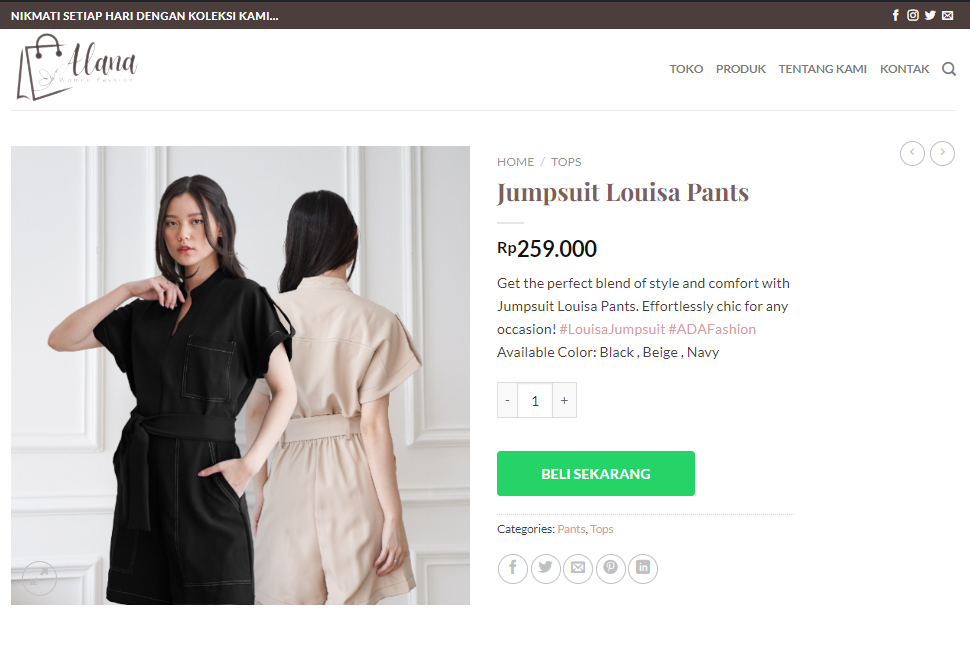 NIKMATI SETIAP HARI DENGAN KOLEKSI KAMI...
Alana
Women Fashion
TOKO PRODUK TENTANG KAMI KONTAK
HOME / TOPS
Jumpsuit Louisa Pants
Rp259.000
Get the perfect blend of style and comfort with
Jumpsuit Louisa Pants. Effortlessly chic for any
occasion! #LouisaJumpsuit #ADAFashion
Available Color: Black , Beige , Navy
- 1 +
BELI SEKARANG
Categories: Pants, Tops